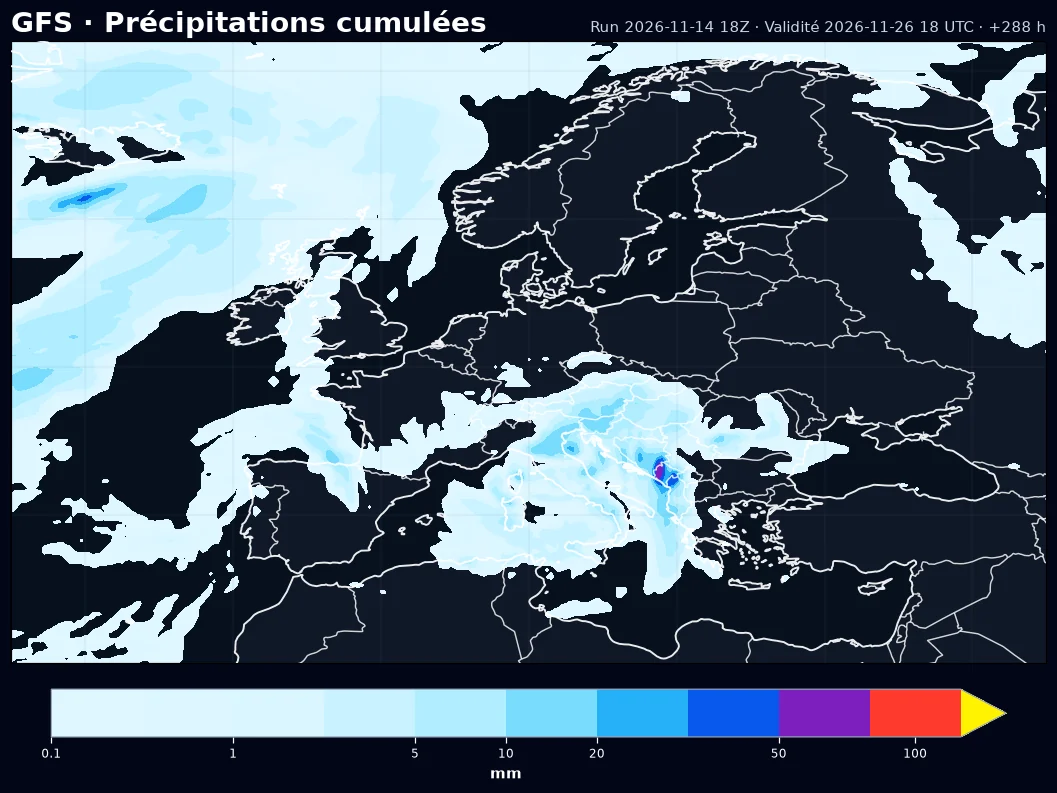 GFS · Précipitations cumulées
Run 2026-11-14 18Z · Validité 2026-11-26 18 UTC · +288 h
0.1 1 5 10 20 50 100
mm